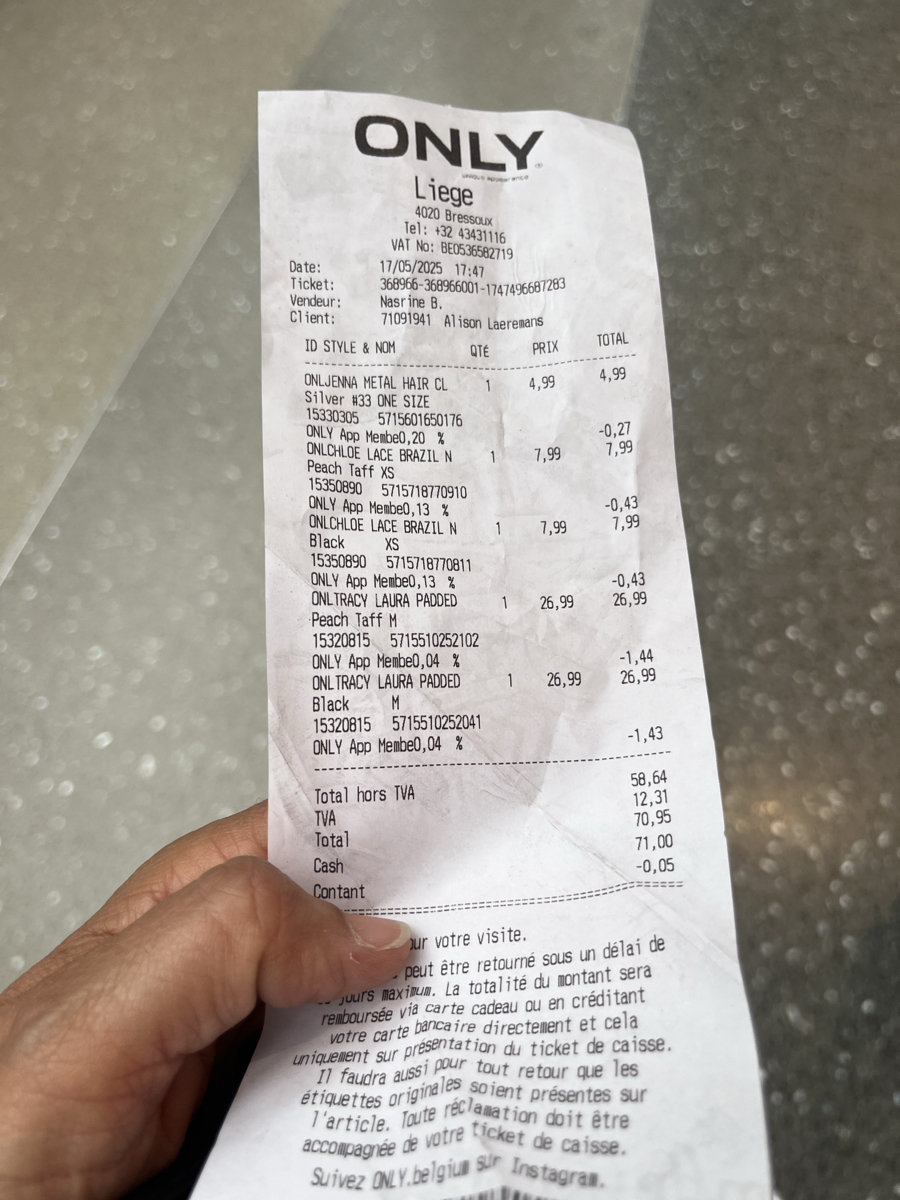 ONLY
unique appearance
Liege
4020 Bressoux
Tel: +32 43431116
VAT No: BE0536582719
Date: 17/05/2025 17:47
Ticket: 368966-368966001-1747496687283
Vendeur: Nasrine B.
Client: 71091941 Alison Laeremans
ID STYLE & NOM QTÉ PRIX TOTAL
ONLJENNA METAL HAIR CL 1 4,99 4,99
Silver #33 ONE SIZE
15330305 5715601650176
ONLY App Membe0,20 % -0,27
ONLCHLOE LACE BRAZIL N 1 7,99 7,99
Peach Taff XS
15350890 5715718770910
ONLY App Membe0,13 % -0,43
ONLCHLOE LACE BRAZIL N 1 7,99 7,99
Black XS
15350890 5715718770811
ONLY App Membe0,13 % -0,43
ONLTRACY LAURA PADDED 1 26,99 26,99
Peach Taff M
15320815 5715510252102
ONLY App Membe0,04 % -1,44
ONLTRACY LAURA PADDED 1 26,99 26,99
Black M
15320815 5715510252041
ONLY App Membe0,04 % -1,43
Total hors TVA 58,64
TVA 12,31
Total 70,95
Cash 71,00
Contant -0,05
our votre visite.
peut être retourné sous un délai de
jours maximum. La totalité du montant sera
remboursée via carte cadeau ou en créditant
votre carte bancaire directement et cela
uniquement sur présentation du ticket de caisse.
Il faudra aussi pour tout retour que les
étiquettes originales soient présentes sur
l'article. Toute réclamation doit être
accompagnée de votre ticket de caisse.
Suivez ONLY.belgium sur Instagram.